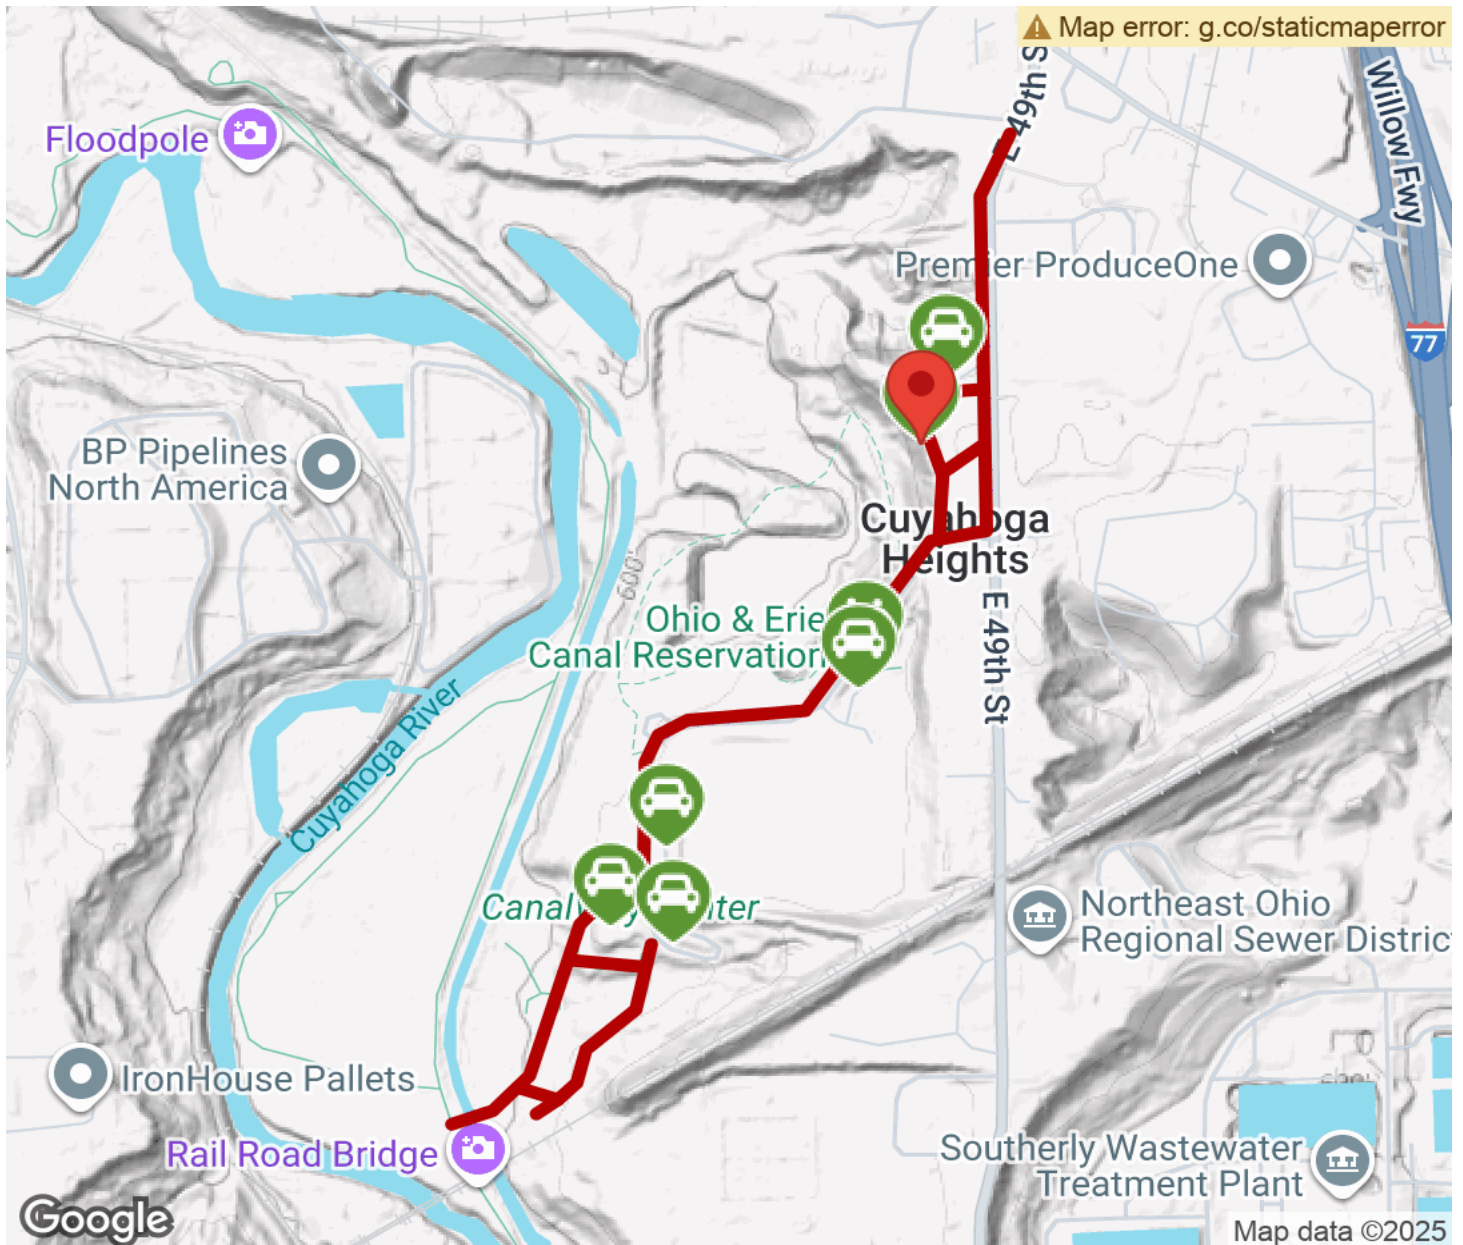 Map error: g.co/staticmaperror
E 49th S
Willow Fwy
Floodpole
Premier ProduceOne
77
BP Pipelines
North America
Cuyahoga
Heights
600'
Ohio & Erie
Canal Reservation
E 49th St
Cuyahoga River
Northeast Ohio
Regional Sewer Distric
IronHouse Pallets
Rail Road Bridge
Southerly Wastewater
Treatment Plant
Google
Map data ©2025